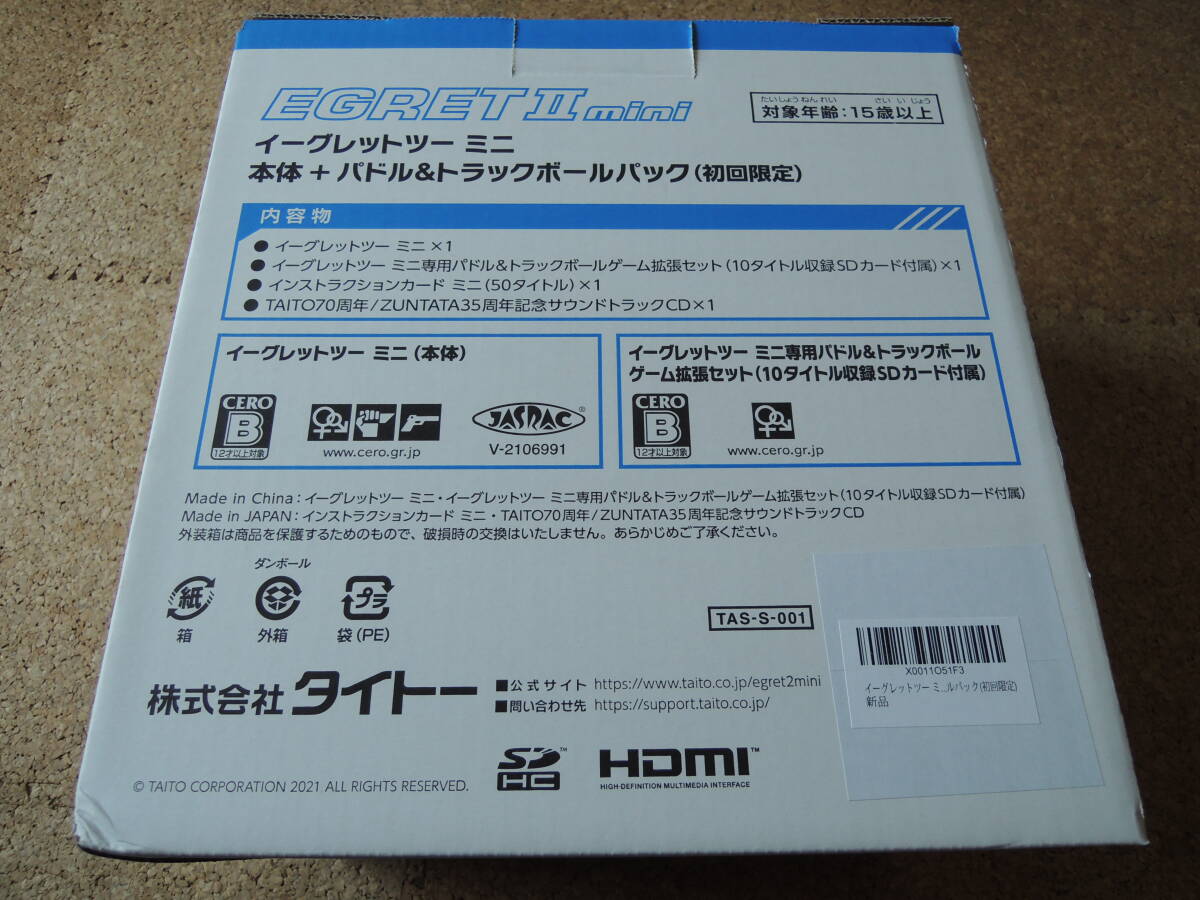 EGRET II mini
たいしょうねんれい さいいじょう
対象年齢:15歳以上
イーグレットツー ミニ
本体 + パドル&トラックボールパック(初回限定)
内容物
● イーグレットツー ミニ×1
● イーグレットツー ミニ専用パドル&トラックボールゲーム拡張セット(10タイトル収録SDカード付属)×1
● インストラクションカード ミニ(50タイトル)×1
● TAITO70周年/ZUNTATA35周年記念サウンドトラックCD×1
イーグレットツー ミニ(本体)
CERO
B
12才以上対象
www.cero.gr.jp
JASRAC®
V-2106991
イーグレットツー ミニ専用パドル&トラックボール
ゲーム拡張セット(10タイトル収録SDカード付属)
CERO
B
12才以上対象
www.cero.gr.jp
Made in China:イーグレットツー ミニ・イーグレットツー ミニ専用パドル&トラックボールゲーム拡張セット(10タイトル収録SDカード付属)
Made in JAPAN:インストラクションカード ミニ・TAITO70周年/ZUNTATA35周年記念サウンドトラックCD
外装箱は商品を保護するためのもので、破損時の交換はいたしません。あらかじめご了承ください。
紙
箱
ダンボール
外箱
プラ
袋(PE)
TAS-S-001
株式会社タイトー
■公式サイト https://www.taito.co.jp/egret2mini
■問い合わせ先 https://support.taito.co.jp/
X0011O51F3
イーグレットツー ミ...ルパック(初回限定)
新品
© TAITO CORPORATION 2021 ALL RIGHTS RESERVED.
SD™
HC
HDMI™
HIGH-DEFINITION MULTIMEDIA INTERFACE